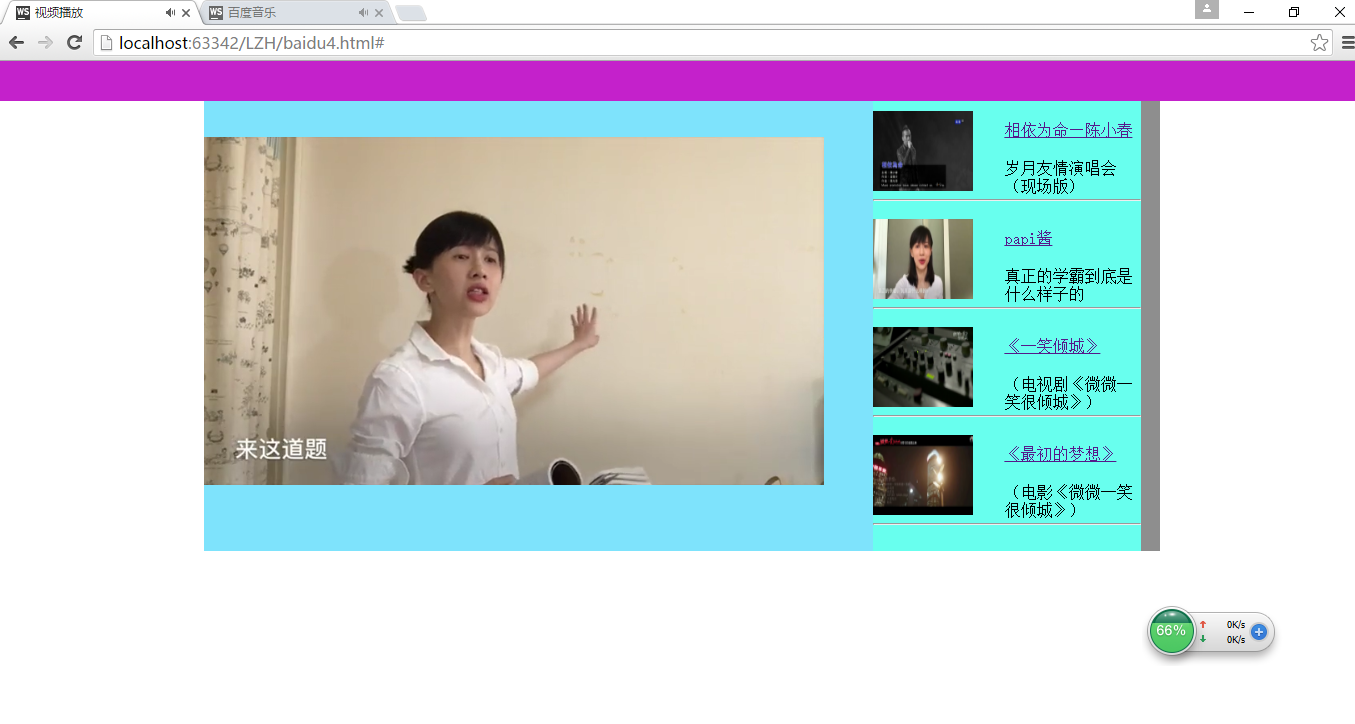 视频播放
百度音乐
localhost:63342/LZH/baidu4.html#
相依为命—陈小春
岁月友情演唱会
（现场版）
papi酱
真正的学霸到底是
什么样子的
来这道题
《一笑倾城》
（电视剧《微微一
笑很倾城》）
《最初的梦想》
（电影《微微一笑
很倾城》）
66%
0K/s
0K/s